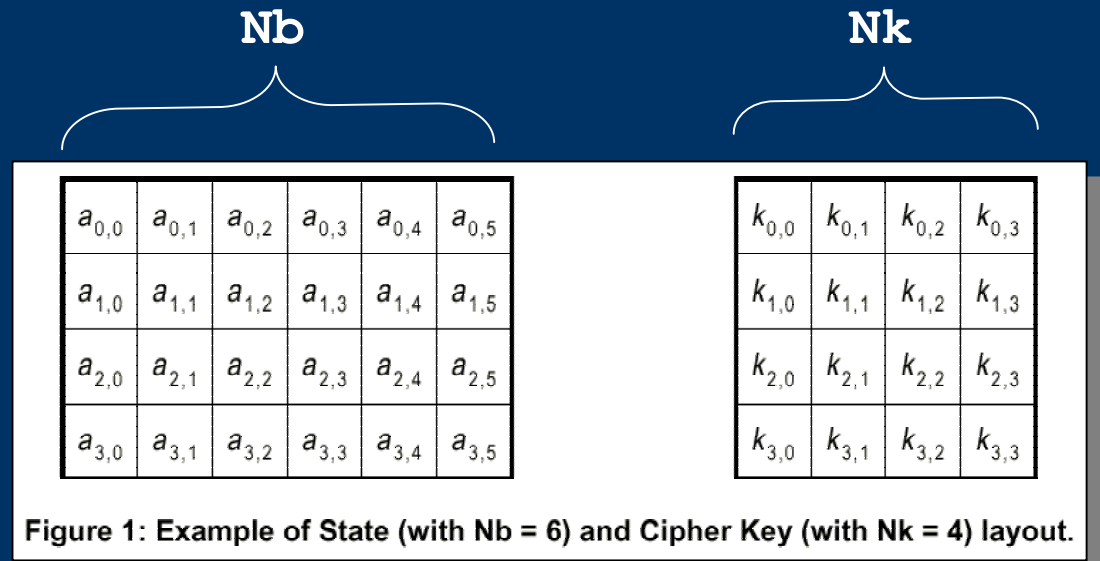 Nb Nk
a0,0 a0,1 a0,2 a0,3 a0,4 a0,5 k0,0 k0,1 k0,2 k0,3
a1,0 a1,1 a1,2 a1,3 a1,4 a1,5 k1,0 k1,1 k1,2 k1,3
a2,0 a2,1 a2,2 a2,3 a2,4 a2,5 k2,0 k2,1 k2,2 k2,3
a3,0 a3,1 a3,2 a3,3 a3,4 a3,5 k3,0 k3,1 k3,2 k3,3
Figure 1: Example of State (with Nb = 6) and Cipher Key (with Nk = 4) layout.